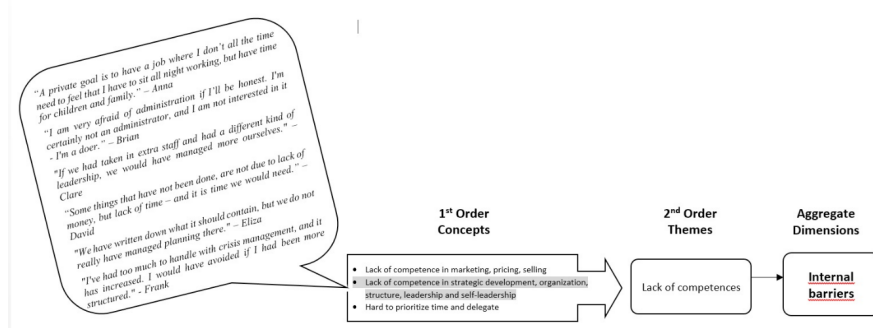 "A private goal is to have a job where I don't all the time
need to feel that I have to sit all night working, but have time
for children and family." – Anna
"I am very afraid of administration if I'll be honest. I'm
certainly not an administrator, and I am not interested in it
- I'm a doer." – Brian
"If we had taken in extra staff and had a different kind of
leadership, we would have managed more ourselves." –
Clare
"Some things that have not been done, are not due to lack of
money, but lack of time – and it is time we would need." –
David
"We have written down what it should contain, but we do not
really have managed planning there." – Eliza
"I've had too much to handle with crisis management, and it
has increased. I would have avoided if I had been more
structured." - Frank
1st Order
Concepts
2nd Order
Themes
Aggregate
Dimensions
• Lack of competence in marketing, pricing, selling
• Lack of competence in strategic development, organization,
structure, leadership and self-leadership
• Hard to prioritize time and delegate
Lack of competences
Internal
barriers